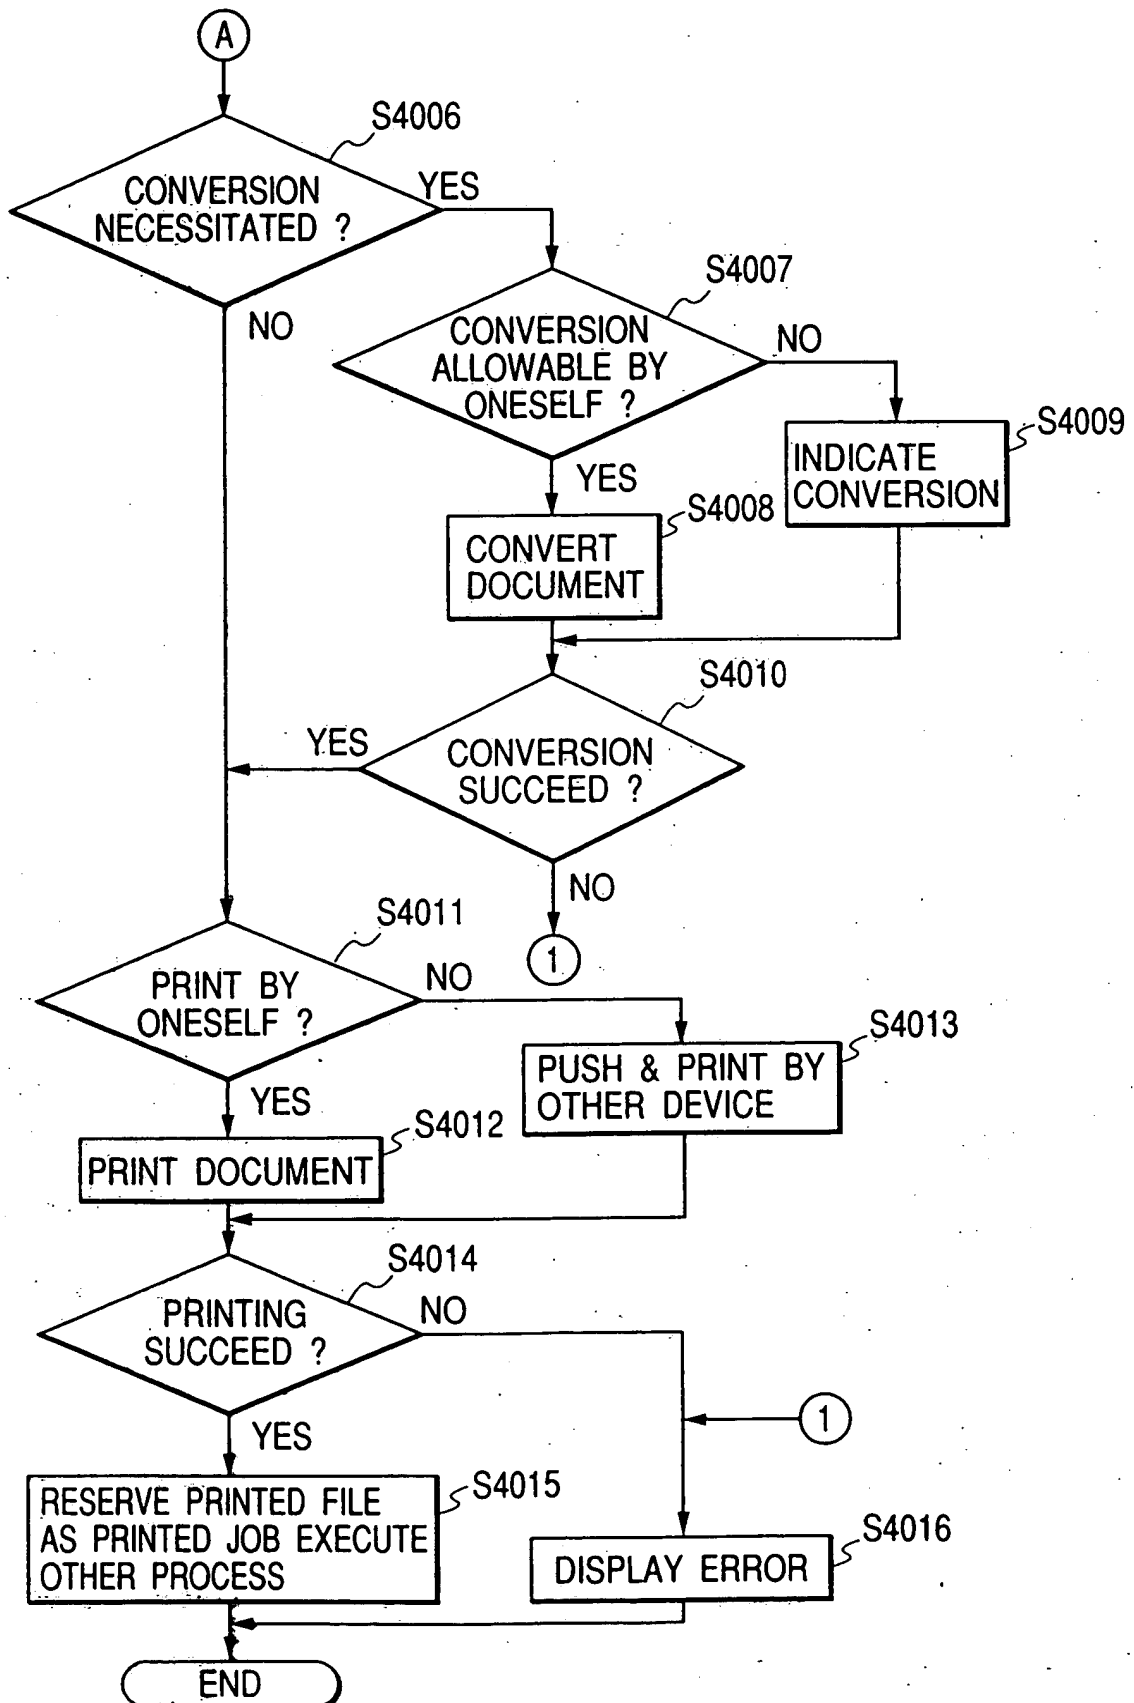 A
S4006
CONVERSION
NECESSITATED ?
YES
NO
S4007
CONVERSION
ALLOWABLE BY
ONESELF ?
NO
YES
S4009
INDICATE
CONVERSION
S4008
CONVERT
DOCUMENT
S4010
CONVERSION
SUCCEED ?
YES
NO
1
S4011
PRINT BY
ONESELF ?
NO
YES
S4013
PUSH & PRINT BY
OTHER DEVICE
S4012
PRINT DOCUMENT
S4014
PRINTING
SUCCEED ?
NO
1
YES
S4015
RESERVE PRINTED FILE
AS PRINTED JOB EXECUTE
OTHER PROCESS
S4016
DISPLAY ERROR
END